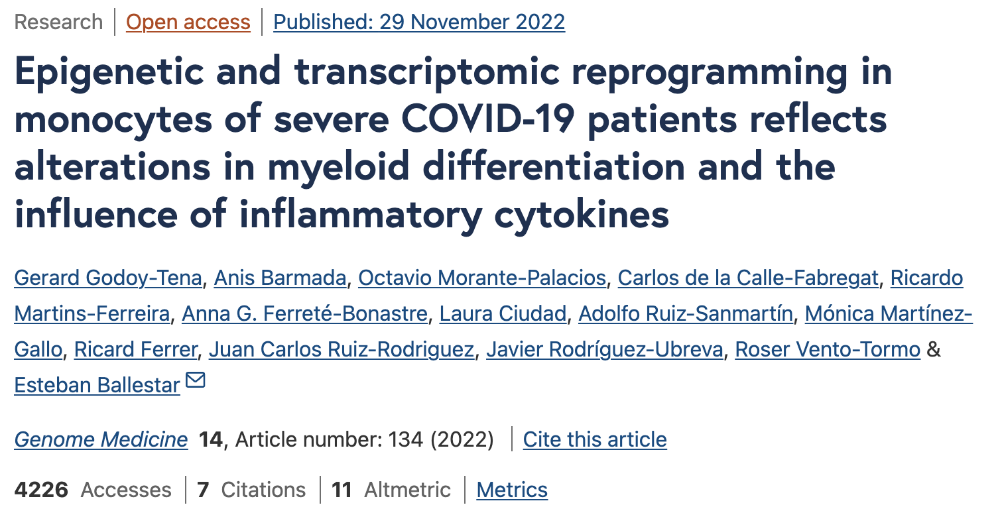 Research | Open access | Published: 29 November 2022
Epigenetic and transcriptomic reprogramming in
monocytes of severe COVID-19 patients reflects
alterations in myeloid differentiation and the
influence of inflammatory cytokines
Gerard Godoy-Tena, Anis Barmada, Octavio Morante-Palacios, Carlos de la Calle-Fabregat, Ricardo
Martins-Ferreira, Anna G. Ferreté-Bonastre, Laura Ciudad, Adolfo Ruiz-Sanmartín, Mónica Martínez-
Gallo, Ricard Ferrer, Juan Carlos Ruiz-Rodriguez, Javier Rodríguez-Ubreva, Roser Vento-Tormo &
Esteban Ballestar
Genome Medicine 14, Article number: 134 (2022) | Cite this article
4226 Accesses | 7 Citations | 11 Altmetric | Metrics